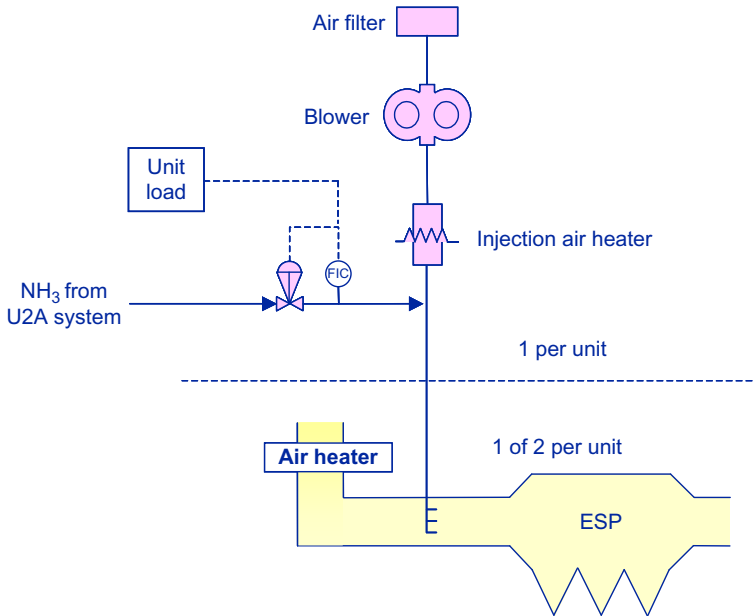 Air filter
Blower
Unit
load
Injection air heater
FIC
NH₃ from
U2A system
1 per unit
1 of 2 per unit
Air heater
ESP